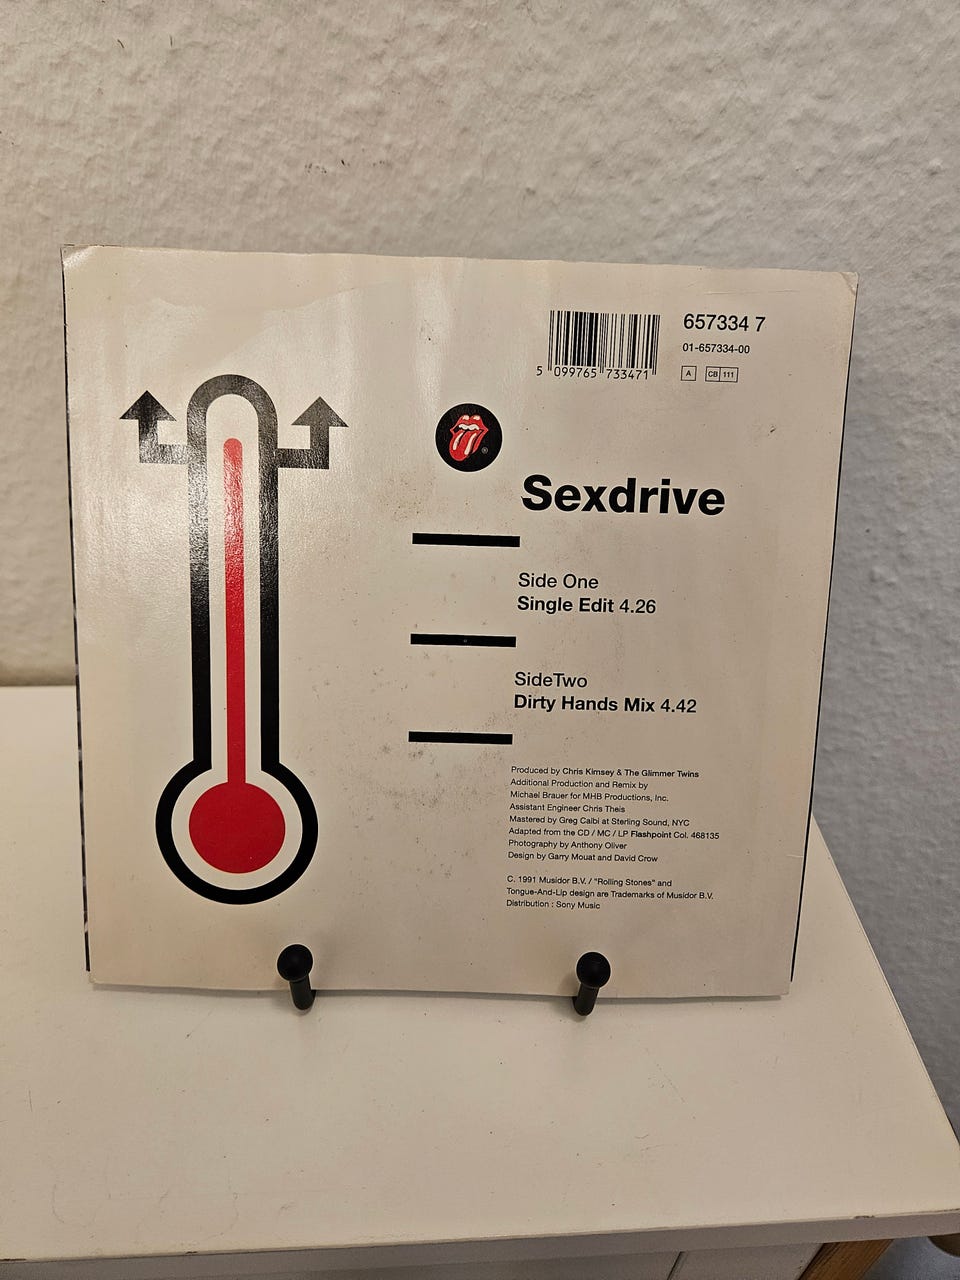 5 099765 733471
657334 7
01-657334-00
A CB 111
®
Sexdrive
Side One
Single Edit 4.26
SideTwo
Dirty Hands Mix 4.42
Produced by Chris Kimsey & The Glimmer Twins
Additional Production and Remix by
Michael Brauer for MHB Productions, Inc.
Assistant Engineer Chris Theis
Mastered by Greg Calbi at Sterling Sound, NYC
Adapted from the CD / MC / LP Flashpoint Col. 468135
Photography by Anthony Oliver
Design by Garry Mouat and David Crow
C. 1991 Musidor B.V. / "Rolling Stones" and
Tongue-And-Lip design are Trademarks of Musidor B.V.
Distribution : Sony Music